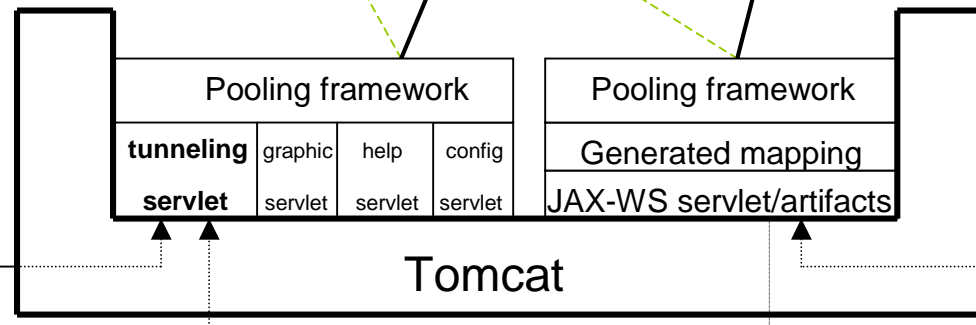 Pooling framework
Pooling framework
tunneling graphic help config
servlet servlet servlet servlet
Generated mapping
JAX-WS servlet/artifacts
Tomcat